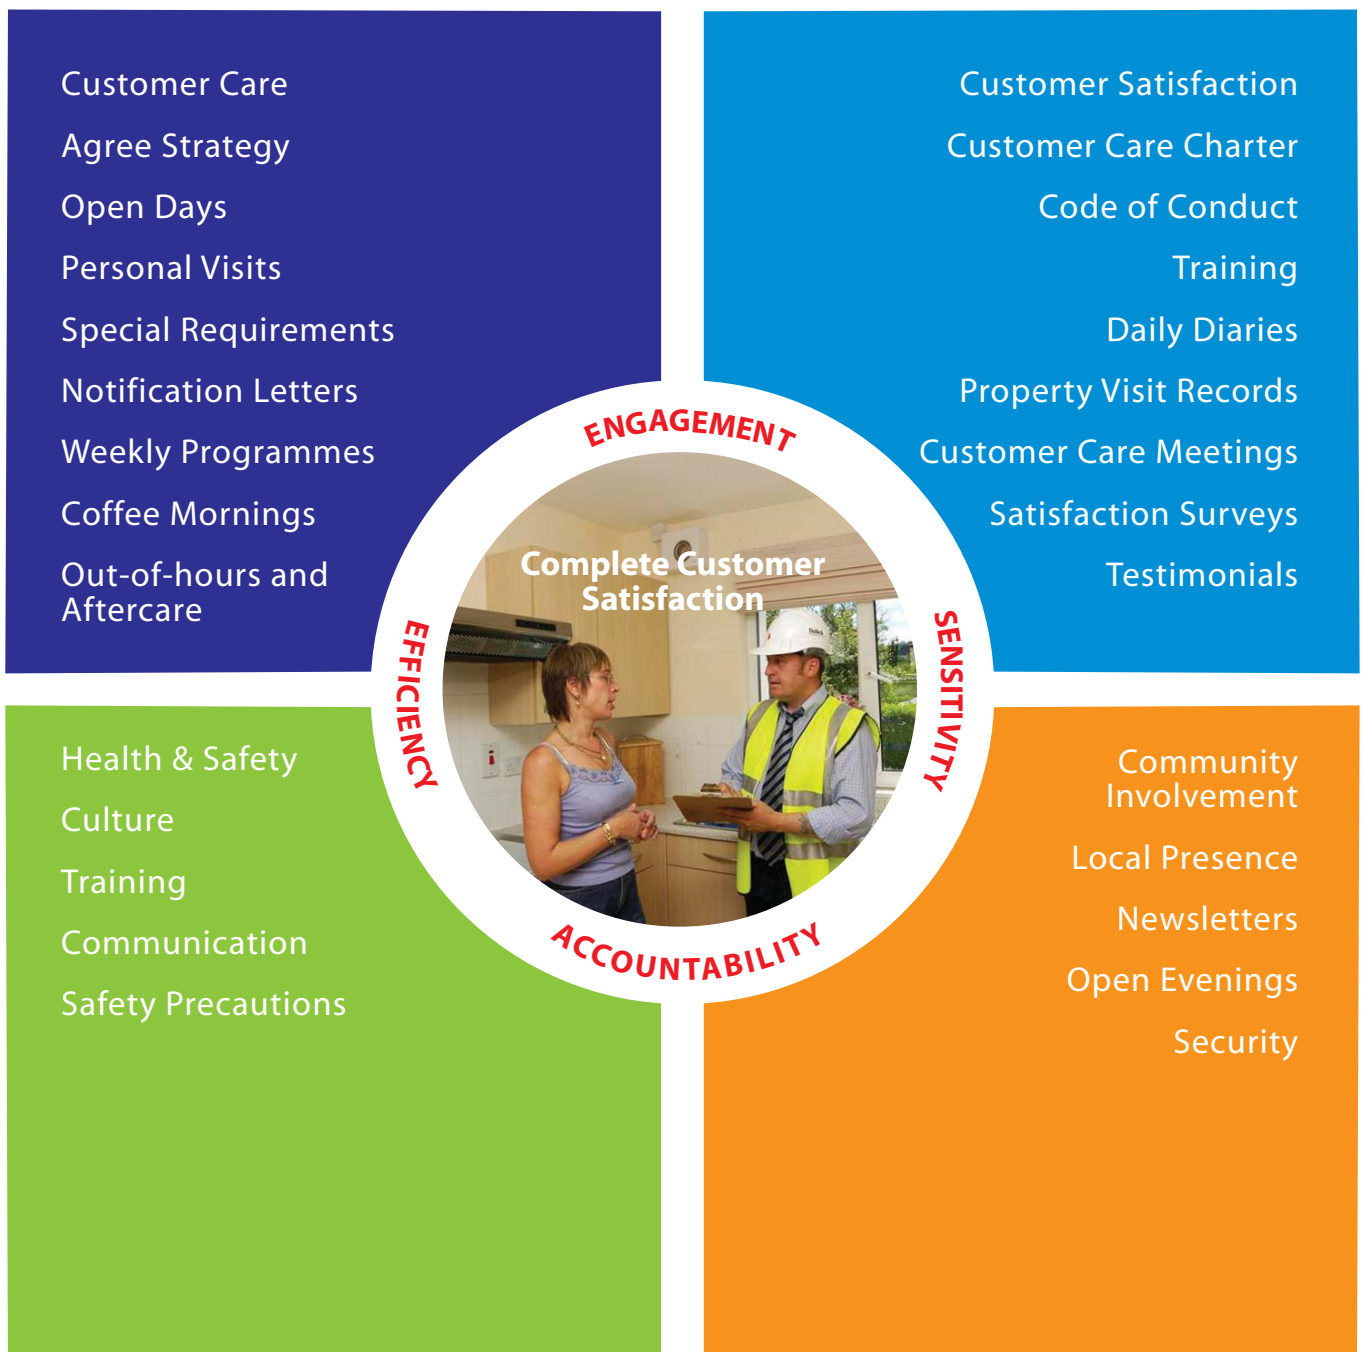 Customer Care
Agree Strategy
Open Days
Personal Visits
Special Requirements
Notification Letters
Weekly Programmes
Coffee Mornings
Out-of-hours and
Aftercare
Customer Satisfaction
Customer Care Charter
Code of Conduct
Training
Daily Diaries
Property Visit Records
Customer Care Meetings
Satisfaction Surveys
Testimonials
ENGAGEMENT
EFFICIENCY
Complete Customer
Satisfaction
SENSITIVITY
ACCOUNTABILITY
Health & Safety
Culture
Training
Communication
Safety Precautions
Community
Involvement
Local Presence
Newsletters
Open Evenings
Security